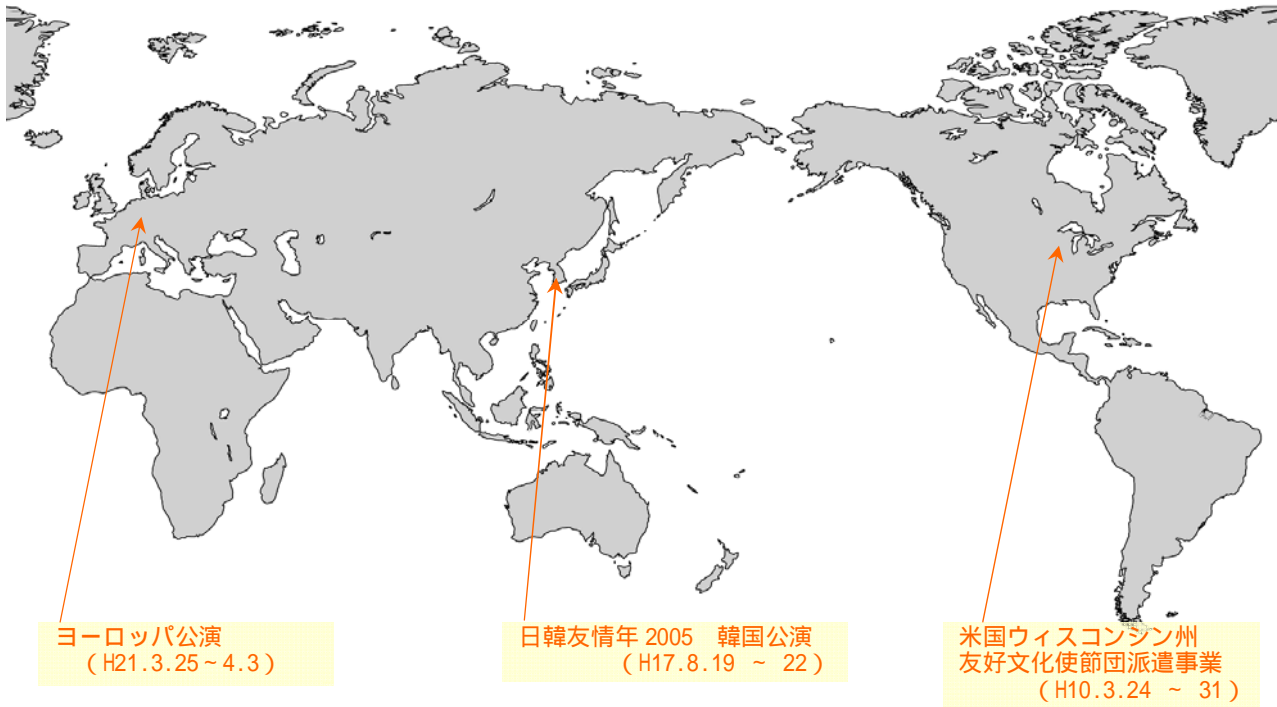 ヨーロッパ公演
（H21.3.25～4.3）
日韓友情年 2005　韓国公演
（H17.8.19 ～ 22）
米国ウィスコンシン州
友好文化使節団派遣事業
（H10.3.24 ～ 31）